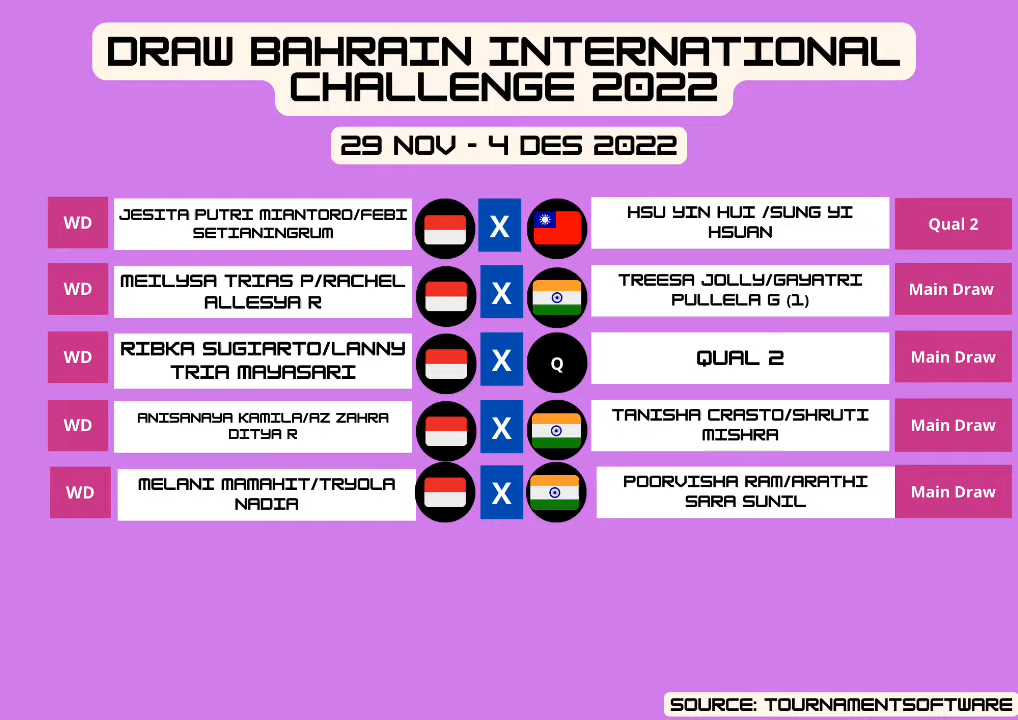 DRAW BAHRAIN INTERNATIONAL
CHALLENGE 2022
29 NOV - 4 DES 2022
WD
JESITA PUTRI MIANTORO/FEBI
SETIANINGRUM
X
HSU YIN HUI /SUNG YI
HSUAN
Qual 2
WD
MEILYSA TRIAS P/RACHEL
ALLESYA R
X
TREESA JOLLY/GAYATRI
PULLELA G (1)
Main Draw
WD
RIBKA SUGIARTO/LANNY
TRIA MAYASARI
X
Q
QUAL 2
Main Draw
WD
ANISANAYA KAMILA/AZ ZAHRA
DITYA R
X
TANISHA CRASTO/SHRUTI
MISHRA
Main Draw
WD
MELANI MAMAHIT/TRYOLA
NADIA
X
POORVISHA RAM/ARATHI
SARA SUNIL
Main Draw
SOURCE: TOURNAMENTSOFTWARE